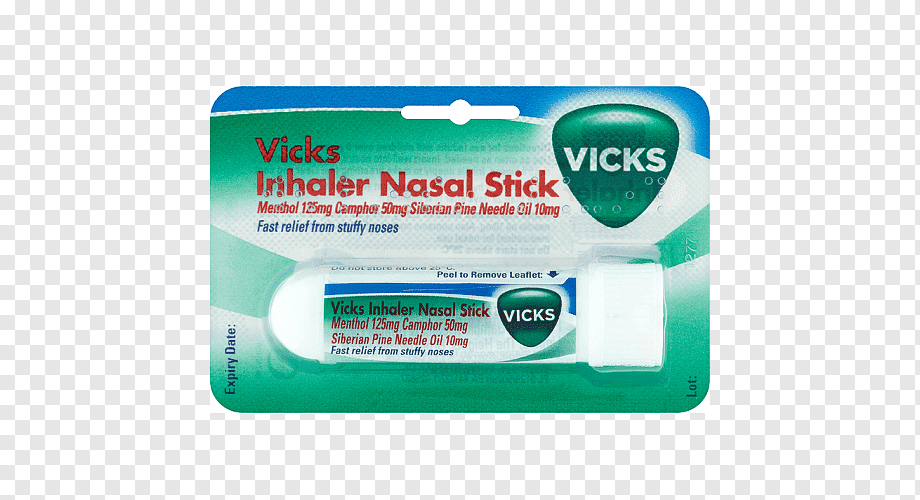 Vicks
Inhaler Nasal Stick
Menthol 125mg Camphor 50mg Siberian Pine Needle Oil 10mg
Fast relief from stuffy noses
VICKS
Do not store above 25°C.
Peel to Remove Leaflet:
Vicks Inhaler Nasal Stick
Menthol 125mg Camphor 50mg
Siberian Pine Needle Oil 10mg
Fast relief from stuffy noses
VICKS
Expiry Date:
Lot: